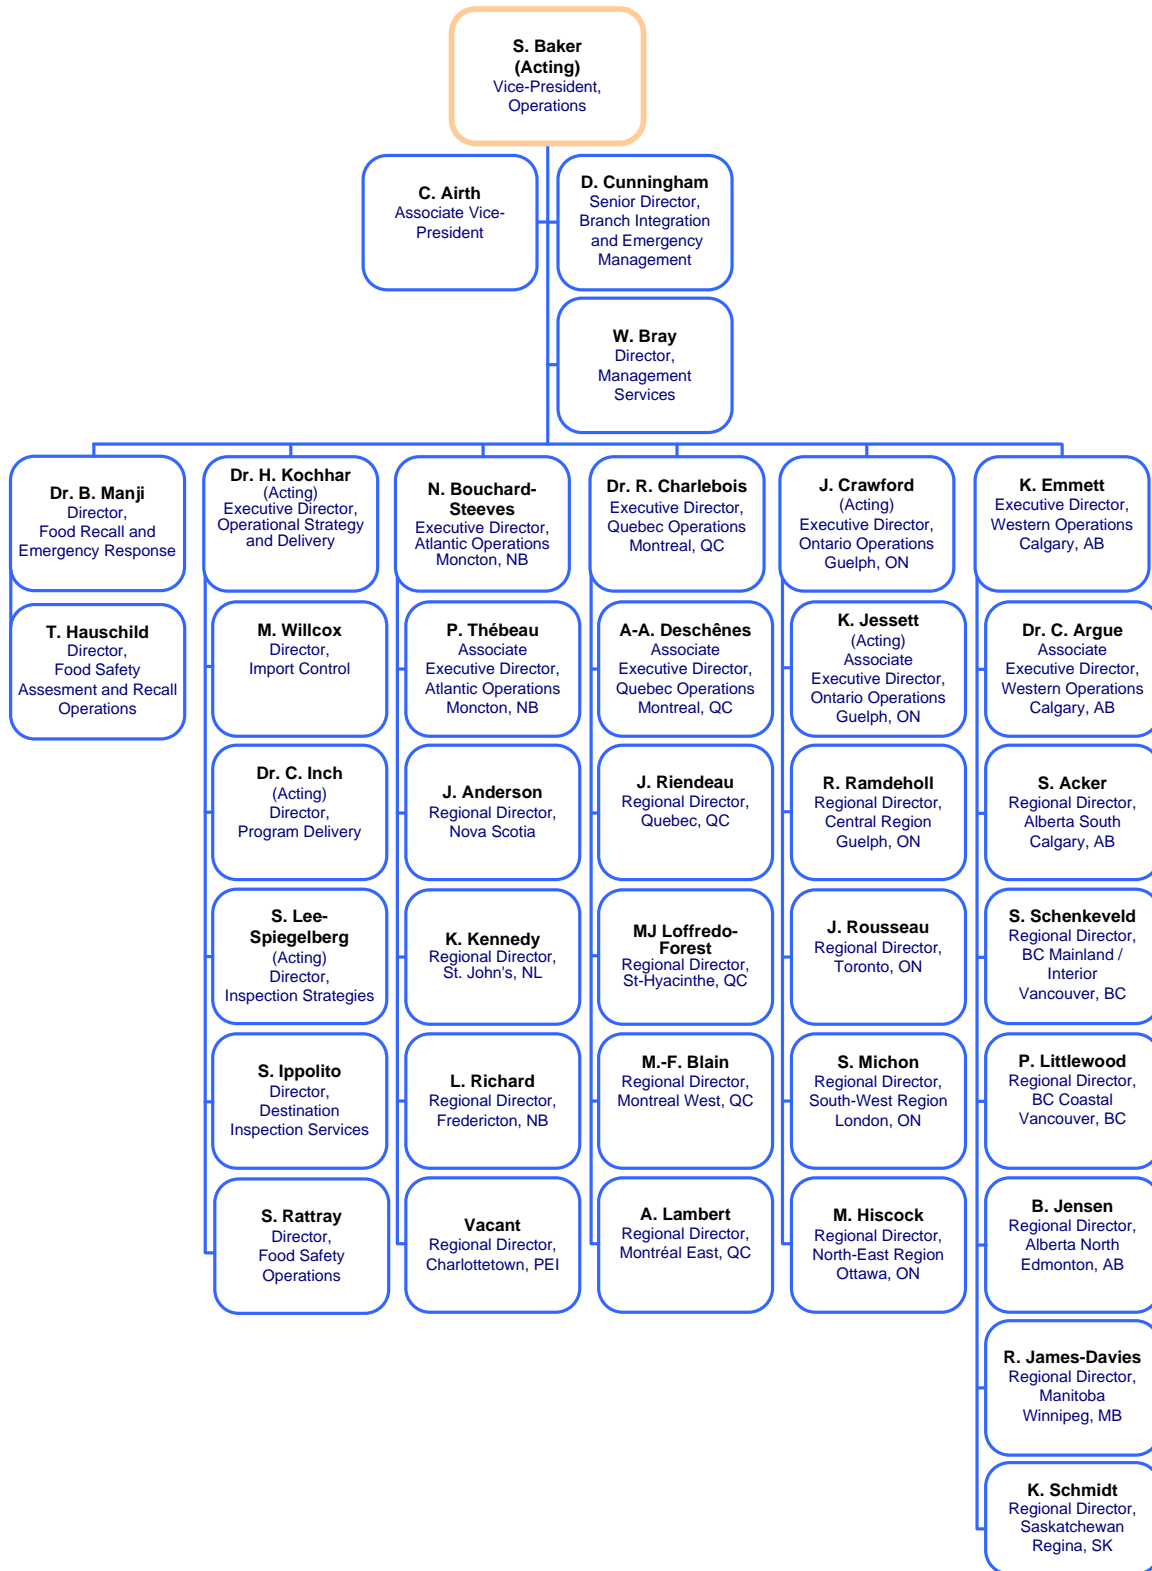 S. Baker
(Acting)
Vice-President,
Operations
C. Airth
Associate Vice-
President
D. Cunningham
Senior Director,
Branch Integration
and Emergency
Management
W. Bray
Director,
Management
Services
Dr. B. Manji
Director,
Food Recall and
Emergency Response
T. Hauschild
Director,
Food Safety
Assesment and Recall
Operations
Dr. H. Kochhar
(Acting)
Executive Director,
Operational Strategy
and Delivery
M. Willcox
Director,
Import Control
Dr. C. Inch
(Acting)
Director,
Program Delivery
S. Lee-
Spiegelberg
(Acting)
Director,
Inspection Strategies
S. Ippolito
Director,
Destination
Inspection Services
S. Rattray
Director,
Food Safety
Operations
N. Bouchard-
Steeves
Executive Director,
Atlantic Operations
Moncton, NB
P. Thébeau
Associate
Executive Director,
Atlantic Operations
Moncton, NB
J. Anderson
Regional Director,
Nova Scotia
K. Kennedy
Regional Director,
St. John's, NL
L. Richard
Regional Director,
Fredericton, NB
Vacant
Regional Director,
Charlottetown, PEI
Dr. R. Charlebois
Executive Director,
Quebec Operations
Montreal, QC
A-A. Deschênes
Associate
Executive Director,
Quebec Operations
Montreal, QC
J. Riendeau
Regional Director,
Quebec, QC
MJ Loffredo-
Forest
Regional Director,
St-Hyacinthe, QC
M.-F. Blain
Regional Director,
Montreal West, QC
A. Lambert
Regional Director,
Montréal East, QC
J. Crawford
(Acting)
Executive Director,
Ontario Operations
Guelph, ON
K. Jessett
(Acting)
Associate
Executive Director,
Ontario Operations
Guelph, ON
R. Ramdeholl
Regional Director,
Central Region
Guelph, ON
J. Rousseau
Regional Director,
Toronto, ON
S. Michon
Regional Director,
South-West Region
London, ON
M. Hiscock
Regional Director,
North-East Region
Ottawa, ON
K. Emmett
Executive Director,
Western Operations
Calgary, AB
Dr. C. Argue
Associate
Executive Director,
Western Operations
Calgary, AB
S. Acker
Regional Director,
Alberta South
Calgary, AB
S. Schenkeveld
Regional Director,
BC Mainland /
Interior
Vancouver, BC
P. Littlewood
Regional Director,
BC Coastal
Vancouver, BC
B. Jensen
Regional Director,
Alberta North
Edmonton, AB
R. James-Davies
Regional Director,
Manitoba
Winnipeg, MB
K. Schmidt
Regional Director,
Saskatchewan
Regina, SK